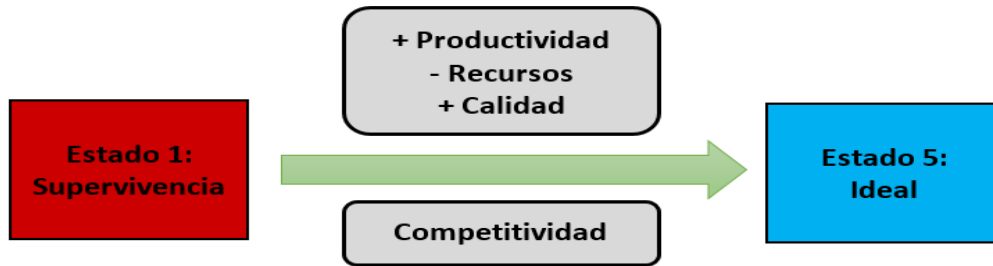 + Productividad
- Recursos
+ Calidad
Estado 1:
Supervivencia
Estado 5:
Ideal
Competitividad